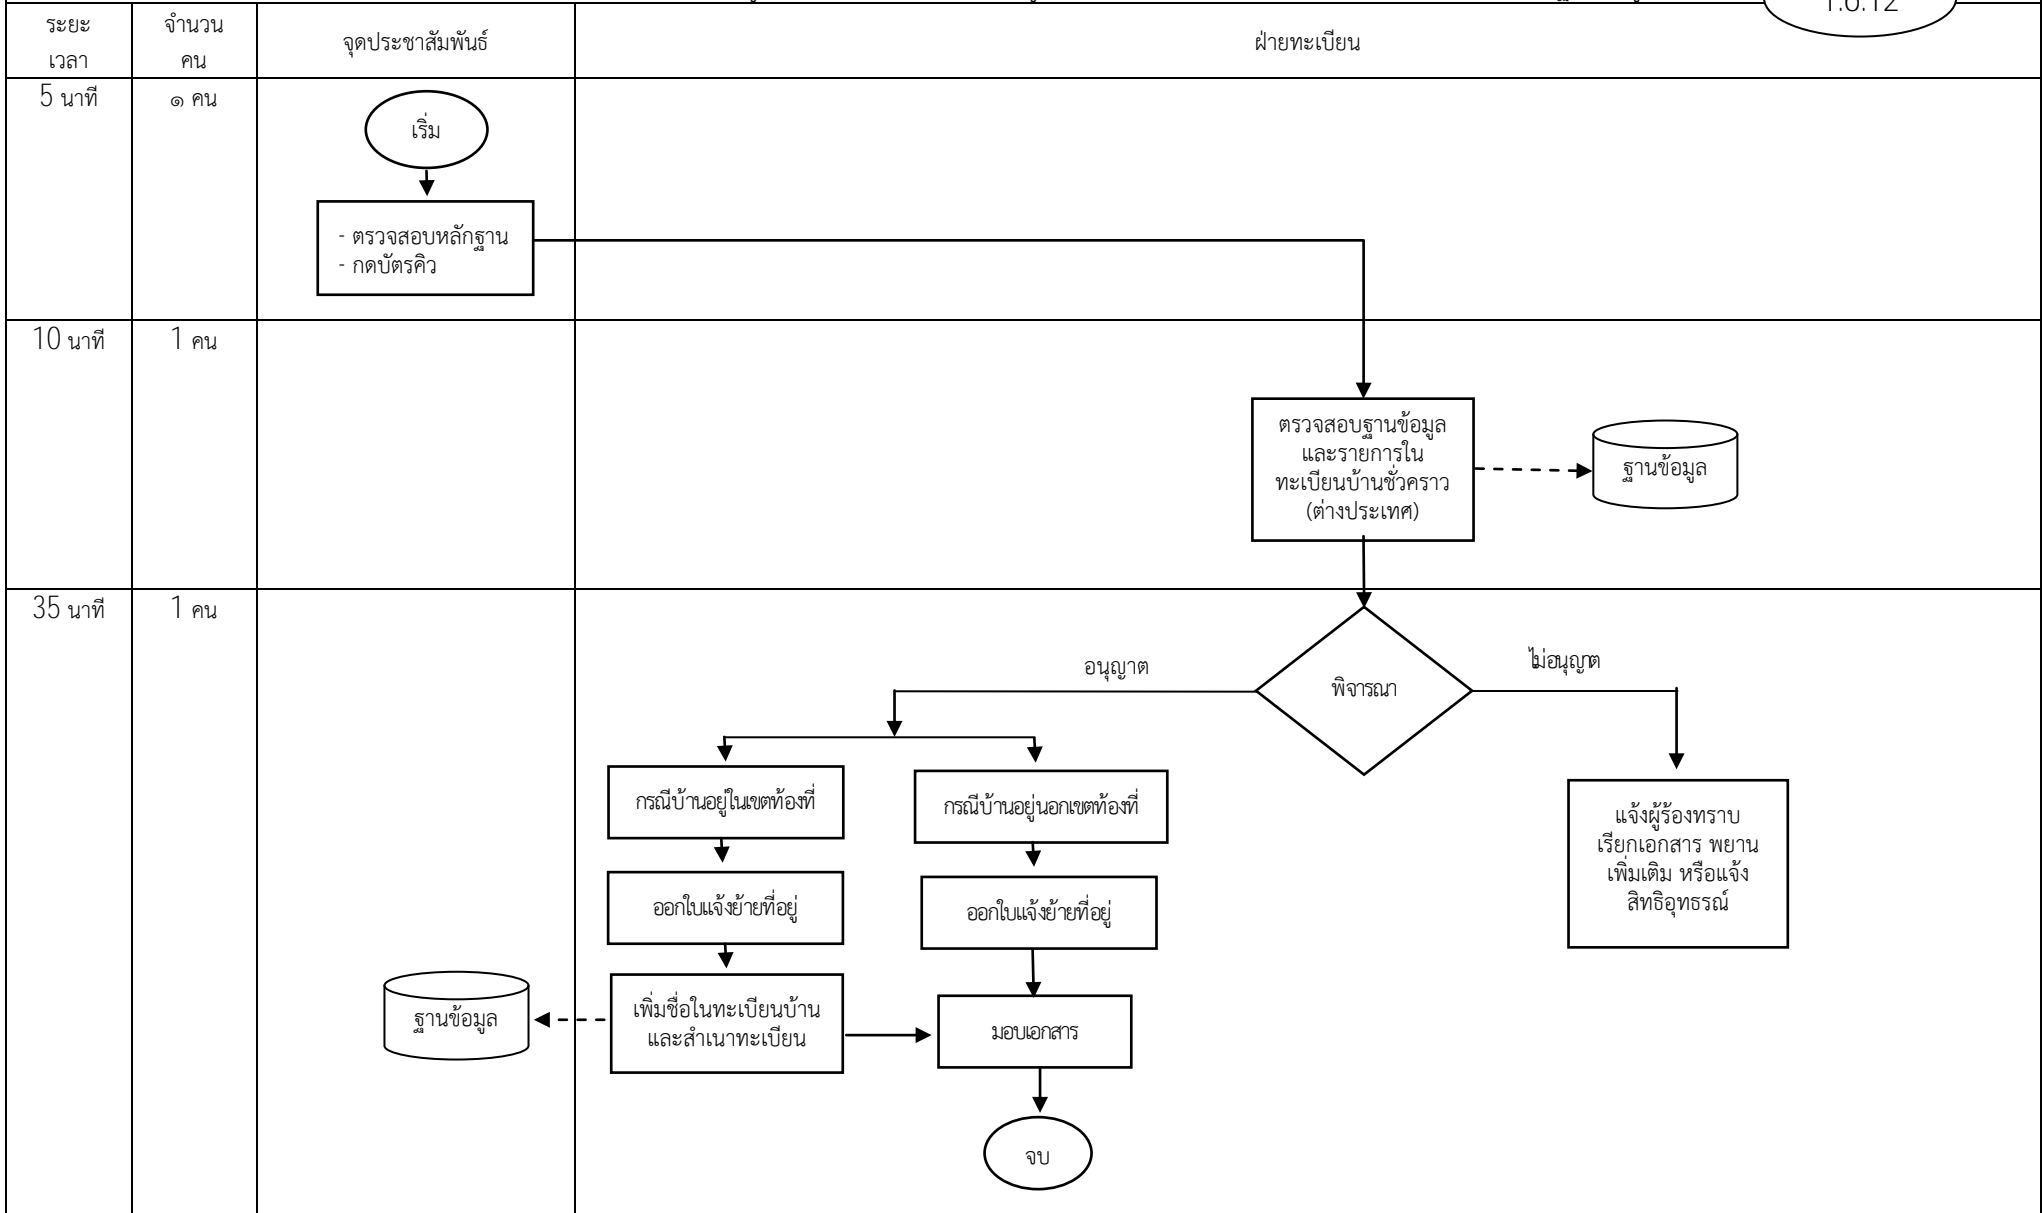 1.6.12
ระยะ
เวลา
จำนวน
คน
จุดประชาสัมพันธ์
ฝ่ายทะเบียน
5 นาที
๑ คน
เริ่ม
- ตรวจสอบหลักฐาน
- กดบัตรคิว
10 นาที
1 คน
ตรวจสอบฐานข้อมูล
และรายการใน
ทะเบียนบ้านชั่วคราว
(ต่างประเทศ)
ฐานข้อมูล
35 นาที
1 คน
อนุญาต
พิจารณา
ไม่อนุญาต
กรณีบ้านอยู่ในเขตท้องที่
กรณีบ้านอยู่นอกเขตท้องที่
แจ้งผู้ร้องทราบ
เรียกเอกสาร พยาน
เพิ่มเติม หรือแจ้ง
สิทธิอุทธรณ์
ออกใบแจ้งย้ายที่อยู่
ออกใบแจ้งย้ายที่อยู่
ฐานข้อมูล
เพิ่มชื่อในทะเบียนบ้าน
และสำเนาทะเบียน
มอบเอกสาร
จบ